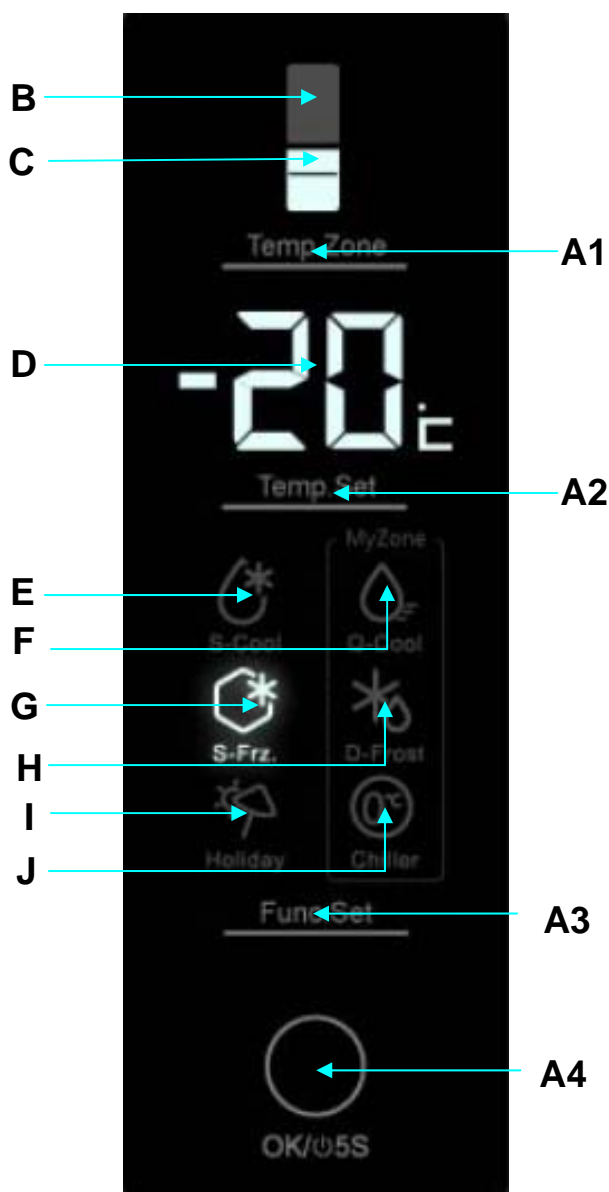 B
C
Temp.Zone
A1
D
-20℃
Temp.Set
A2
MyZone
E
S-Cool
Q-Cool
F
G
S-Frz.
D-Frost
H
0℃
I
Holiday
Chiller
J
Func.Set
A3
A4
OK/⏻5S